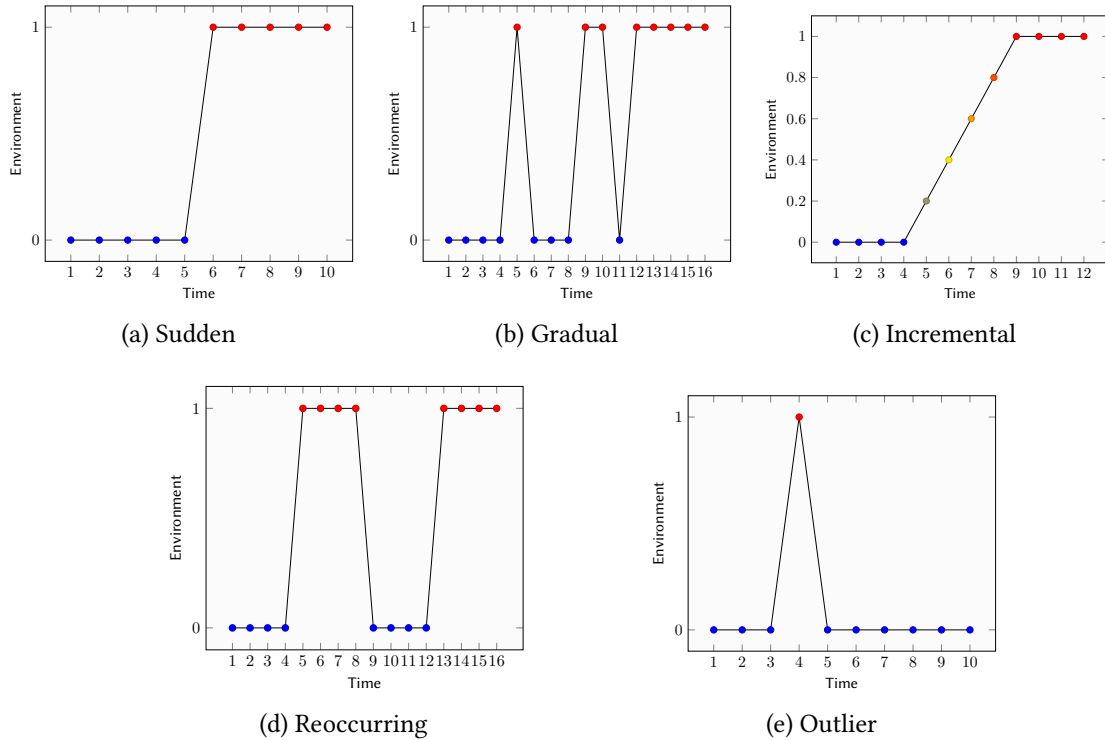 1
0
Environment
1 2 3 4 5 6 7 8 9 10
Time
(a) Sudden
1
0
Environment
1 2 3 4 5 6 7 8 9 10 11 12 13 14 15 16
Time
(b) Gradual
1
0.8
0.6
0.4
0.2
0
Environment
1 2 3 4 5 6 7 8 9 10 11 12
Time
(c) Incremental
1
0
Environment
1 2 3 4 5 6 7 8 9 10 11 12 13 14 15 16
Time
(d) Reoccurring
1
0
Environment
1 2 3 4 5 6 7 8 9 10
Time
(e) Outlier